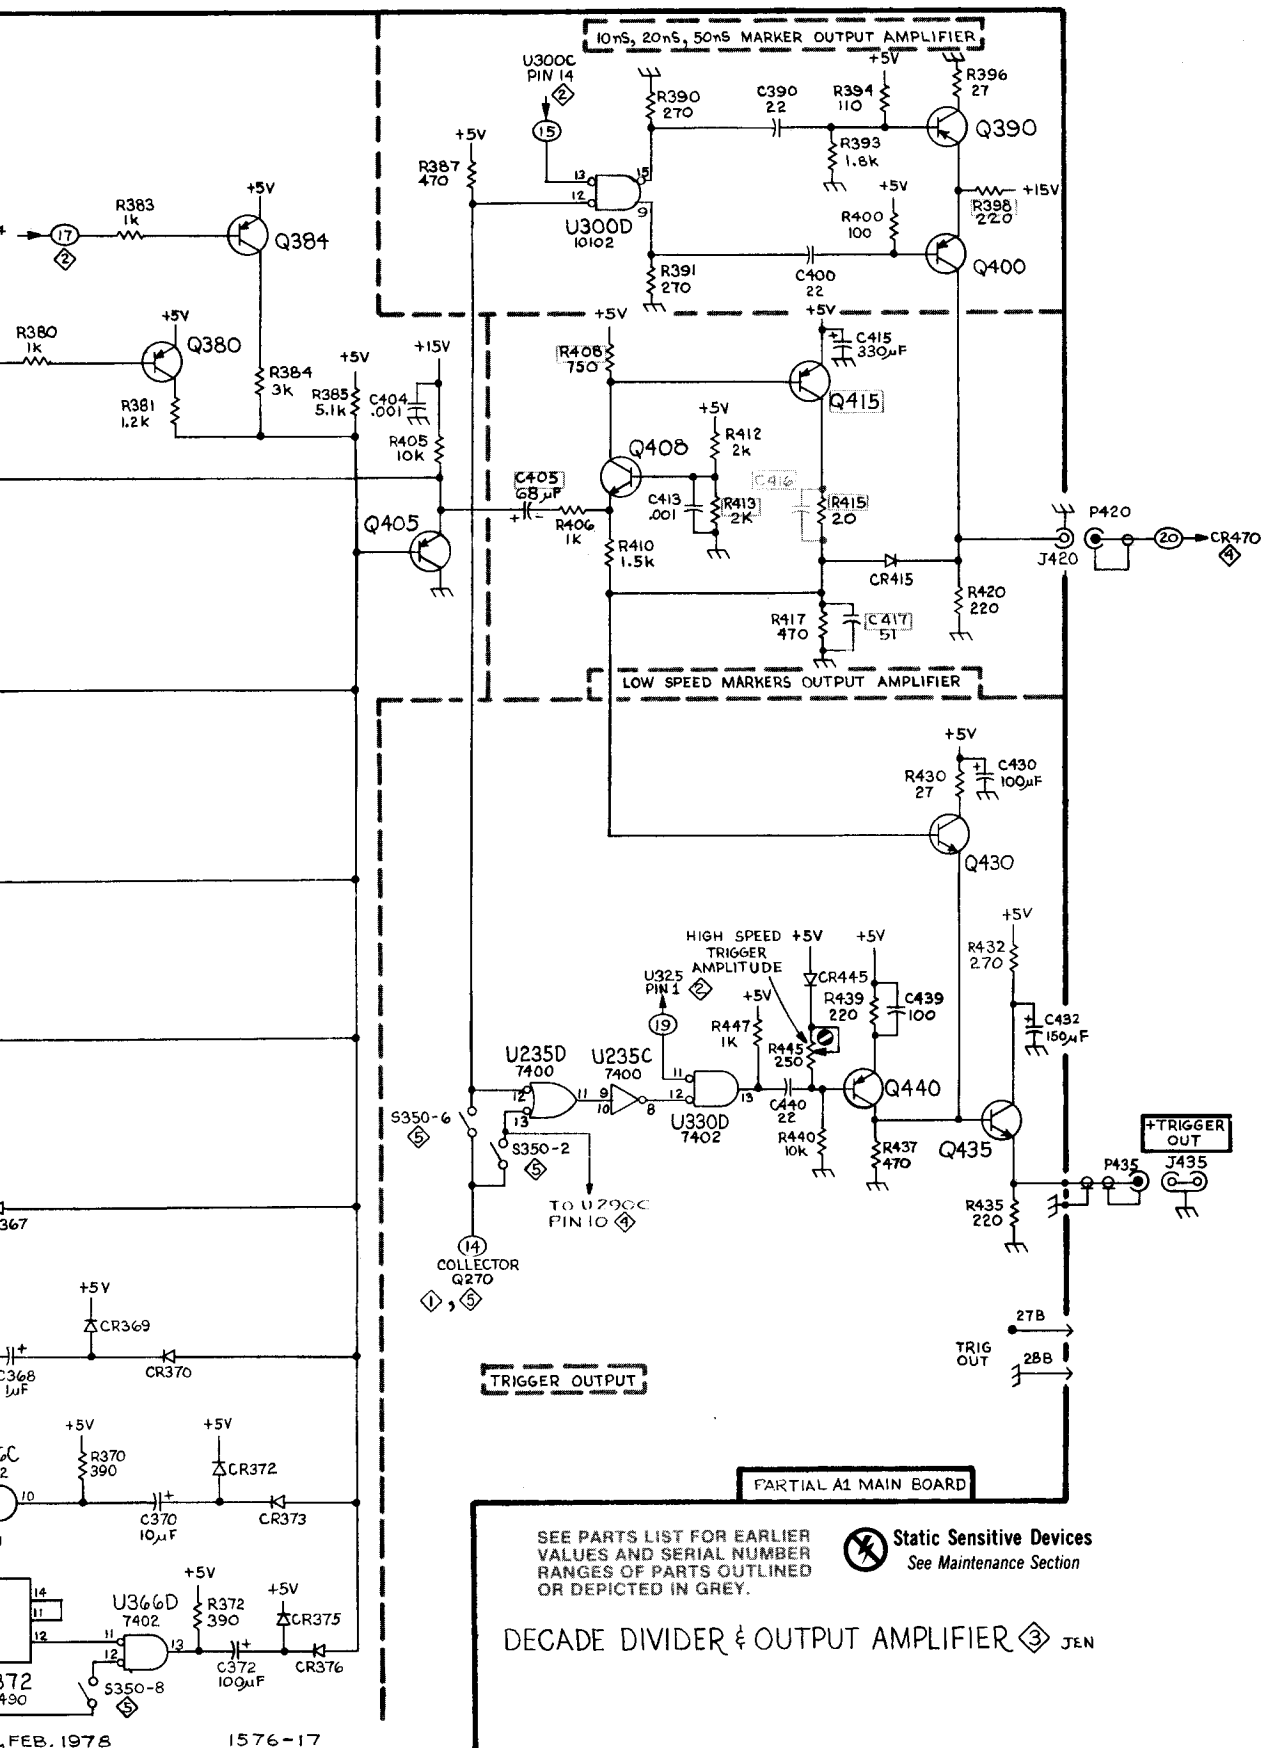 10nS, 20nS, 50nS MARKER OUTPUT AMPLIFIER
U300C
PIN 14
2
15
+5V
R387
470
R390
270
C390
22
R394
110
+5V
R396
27
Q390
R393
1.8k
13
12
15
9
U300D
10102
+5V
R400
100
R398
220
+15V
R391
270
C400
22
Q400
17
2
R383
1k
+5V
Q384
R380
1k
+5V
Q380
R381
1.2k
R384
3k
+5V
R385
5.1k
+15V
C404
.001
R405
10k
Q405
+5V
R408
750
+5V
C415
330µF
Q415
+5V
R412
2k
Q408
C405
68µF
R406
1K
C413
.001
R413
2K
C416
R415
20
R410
1.5k
CR415
R417
470
C417
51
R420
220
J420
P420
20
CR470
4
LOW SPEED MARKERS OUTPUT AMPLIFIER
+5V
R430
27
C430
100µF
Q430
HIGH SPEED
TRIGGER
AMPLITUDE
+5V
CR445
+5V
R439
220
C439
100
+5V
R432
270
C432
150µF
U325
PIN 1
2
19
+5V
R447
1K
R445
250
U235D
7400
U235C
7400
12
13
11
9
10
8
11
12
13
U330D
7402
C440
22
Q440
R440
10k
R437
470
Q435
R435
220
S350-6
5
S350-2
5
TO U290C
PIN 10
4
14
COLLECTOR
Q270
1, 5
+TRIGGER
OUT
P435
J435
27B
TRIG
OUT
28B
TRIGGER OUTPUT
367
+5V
CR369
C368
1µF
CR370
+5V
R370
390
10
C370
10µF
+5V
CR372
CR373
14
11
12
U366D
7402
11
12
13
S350-8
5
+5V
R372
390
C372
100µF
+5V
CR375
CR376
372
490
PARTIAL A1 MAIN BOARD
SEE PARTS LIST FOR EARLIER
VALUES AND SERIAL NUMBER
RANGES OF PARTS OUTLINED
OR DEPICTED IN GREY.
Static Sensitive Devices
See Maintenance Section
DECADE DIVIDER & OUTPUT AMPLIFIER 3 JEN
FEB. 1978
1576-17